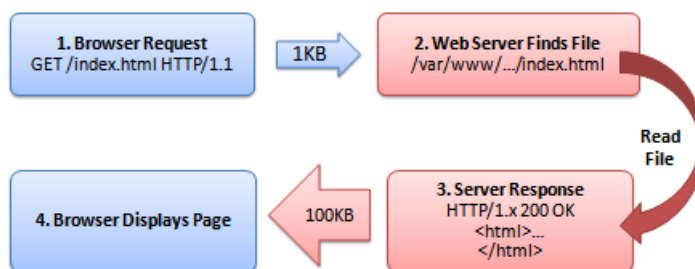 1. Browser Request
GET /index.html HTTP/1.1
1KB
2. Web Server Finds File
/var/www/.../index.html
Read
File
3. Server Response
HTTP/1.x 200 OK
<html>...
</html>
100KB
4. Browser Displays Page